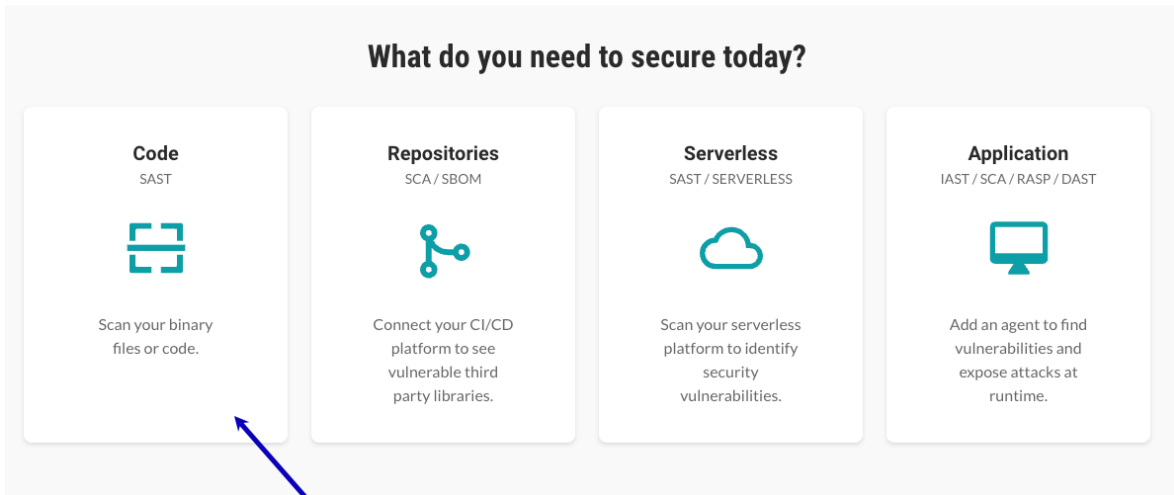 What do you need to secure today?
Code
SAST
Scan your binary
files or code.
Repositories
SCA / SBOM
Connect your CI/CD
platform to see
vulnerable third
party libraries.
Serverless
SAST / SERVERLESS
Scan your serverless
platform to identify
security
vulnerabilities.
Application
IAST / SCA / RASP / DAST
Add an agent to find
vulnerabilities and
expose attacks at
runtime.